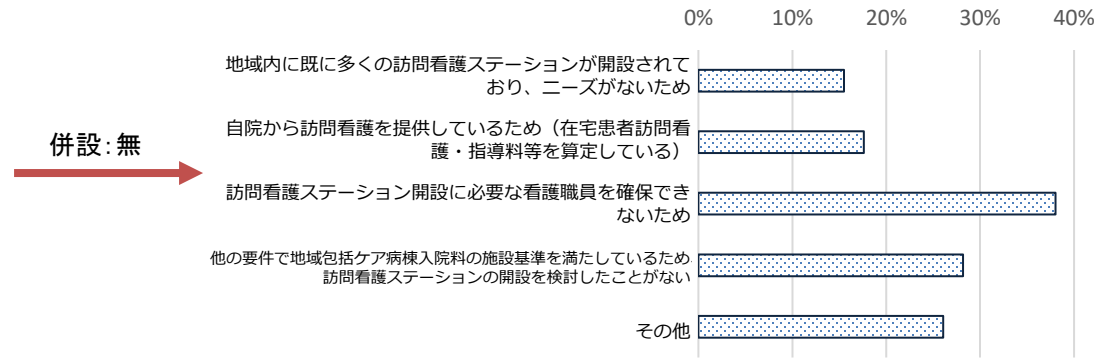 0% 10% 20% 30% 40%
地域内に既に多くの訪問看護ステーションが開設されて
おり、ニーズがないため
自院から訪問看護を提供しているため（在宅患者訪問看
護・指導料等を算定している）
併設：無
訪問看護ステーション開設に必要な看護職員を確保でき
ないため
他の要件で地域包括ケア病棟入院料の施設基準を満たしているため、
訪問看護ステーションの開設を検討したことがない
その他